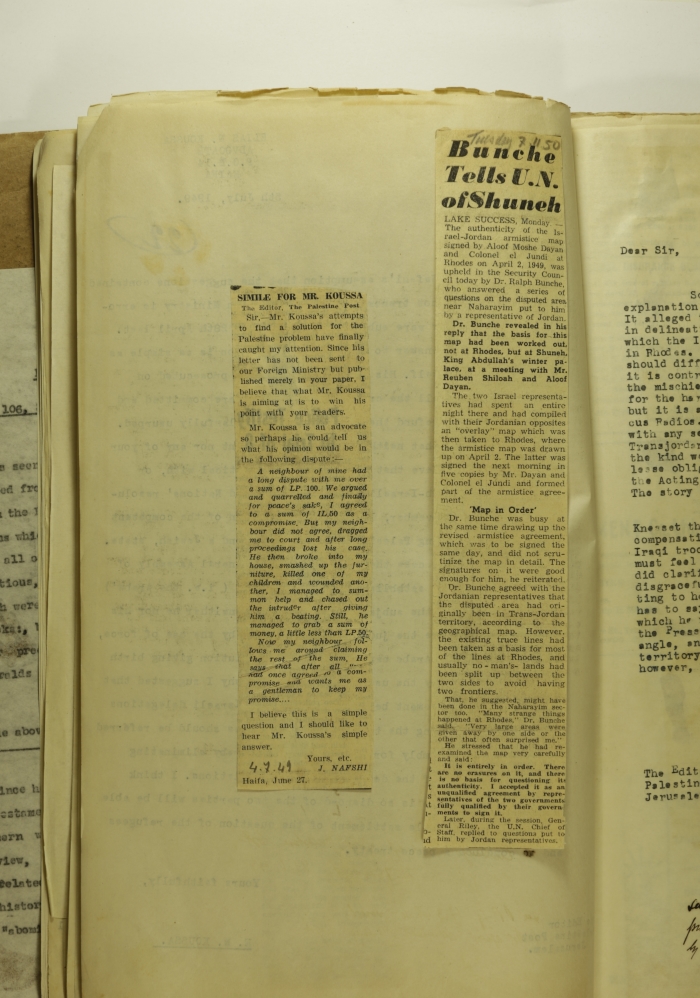 SIMILE FOR MR. KOUSSA
The Editor, The Palestine Post
Sir,—Mr. Koussa's attempts
to find a solution for the
Palestine problem have finally
caught my attention. Since his
letter has not been sent to
our Foreign Ministry but pub-
lished merely in your paper, I
believe that what Mr. Koussa
is aiming at is to win his
point with your readers.
Mr. Koussa is an advocate
so perhaps he could tell us
what his opinion would be in
the following dispute:—
A neighbour of mine had
a long dispute with me over
a sum of LP. 100. We argued
and quarrelled and finally
for peace's sake, I agreed
to a sum of IL.50 as a
compromise. But my neigh-
bour did not agree, dragged
me to court and after long
proceedings lost his case.
He then broke into my
house, smashed up the fur-
niture, killed one of my
children and wounded ano-
ther. I managed to sum-
mon help and chased out
the intruder after giving
him a beating. Still, he
managed to grab a sum of
money, a little less than LP.50.
Now my neighbour fol-
lows me around claiming
the rest of the sum. He
says that after all
had once agreed to a com-
promise and wants me as
a gentleman to keep my
promise....
I believe this is a simple
question and I should like to
hear Mr. Koussa's simple
answer.
Yours, etc.
4.7.49 J. NAFEHI
Haifa, June 27.
Tuesday 7.11.50
Bunche
Tells U.N.
of Shuneh
LAKE SUCCESS, Monday. —
The authenticity of the Is-
rael-Jordan armistice map
signed by Aloof Moshe Dayan
and Colonel el Jundi at
Rhodes on April 2, 1949, was
upheld in the Security Coun-
cil today by Dr. Ralph Bunche,
who answered a series of
questions on the disputed area
near Naharayim put to him
by a representative of Jordan.
Dr. Bunche revealed in his
reply that the basis for this
map had been worked out,
not at Rhodes, but at Shuneh,
King Abdullah's winter pa-
lace, at a meeting with Mr.
Reuben Shiloah and Aloof
Dayan.
The two Israel representa-
tives had spent an entire
night there and had compiled
with their Jordanian opposites
an "overlay" map which was
then taken to Rhodes, where
the armistice map was drawn
up on April 2. The latter was
signed the next morning in
five copies by Mr. Dayan and
Colonel el Jundi and formed
part of the armistice agree-
ment.
'Map in Order'
Dr. Bunche was busy at
the same time drawing up the
revised armistice agreement,
which was to be signed the
same day, and did not scru-
tinize the map in detail. The
signatures on it were good
enough for him, he reiterated.
Dr. Bunche agreed with the
Jordanian representatives that
the disputed area had ori-
ginally been in Trans-Jordan
territory, according to the
geographical map. However,
the existing truce lines had
been taken as a basis for most
of the lines at Rhodes, and
usually no-man's-lands had
been split up between the
two sides to avoid having
two frontiers.
That, he suggested, might have
been done in the Naharayim sec-
tor too. "Many strange things
happened at Rhodes," Dr. Bunche
said. "Very large areas were
given away by one side or the
other that often surprised me."
He stressed that he had re-
examined the map very carefully
and said:
It is entirely in order. There
are no erasures on it, and there
is no basis for questioning its
authenticity. I accepted it as an
unqualified agreement by repre-
sentatives of the two governments
fully qualified by their govern-
ments to sign it.
Later, during the session, Gen-
eral Riley, the U.N. Chief of
Staff, replied to questions put to
him by Jordan representatives.
Dear Sir,
explanation
It alleged
in delineat
which the I
in Rhodes.
should diff
it is contr
the mischie
for the ha
but it is a
cus Radios.
with any se
Transjordan
the kind we
lease oblig
the Acting
The story
Knesset th
compensati
Iraqi troo
must feel
did clarif
disgraceful
ting to he
has to sa
which he
the Press
angle, an
territory
however,
The Edit
Palestin
Jerusale
106,